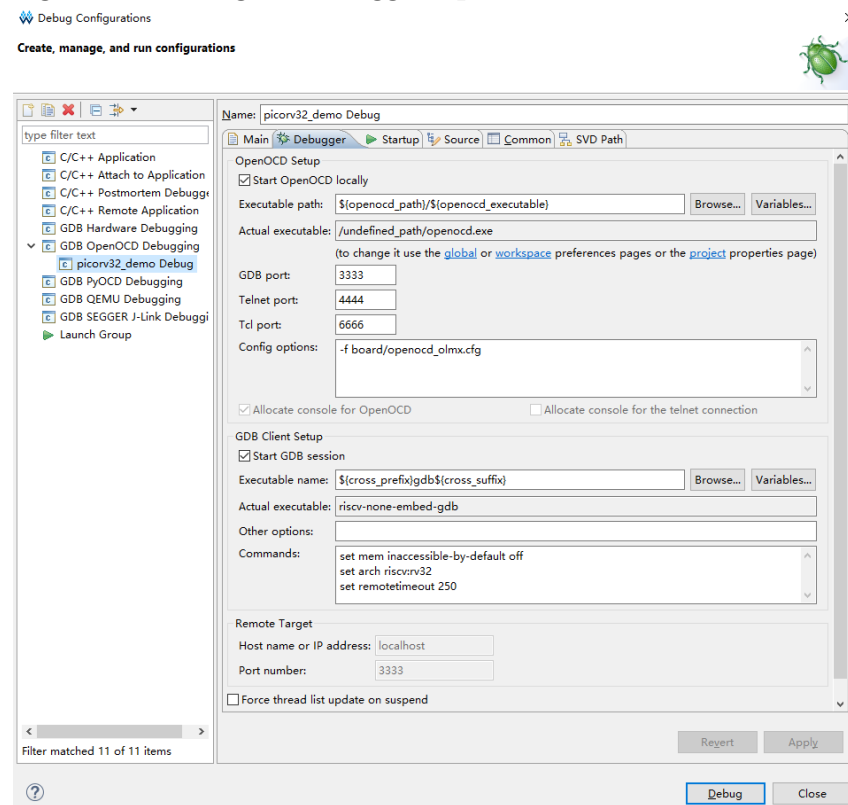 Debug Configurations
Create, manage, and run configurations
type filter text
C/C++ Application
C/C++ Attach to Application
C/C++ Postmortem Debugge
C/C++ Remote Application
GDB Hardware Debugging
GDB OpenOCD Debugging
picorv32_demo Debug
GDB PyOCD Debugging
GDB QEMU Debugging
GDB SEGGER J-Link Debuggi
Launch Group
Filter matched 11 of 11 items
Name: picorv32_demo Debug
Main Debugger Startup Source Common SVD Path
OpenOCD Setup
Start OpenOCD locally
Executable path: ${openocd_path}/${openocd_executable} Browse... Variables...
Actual executable: /undefined_path/openocd.exe
(to change it use the global or workspace preferences pages or the project properties page)
GDB port: 3333
Telnet port: 4444
Tcl port: 6666
Config options: -f board/openocd_olmx.cfg
Allocate console for OpenOCD Allocate console for the telnet connection
GDB Client Setup
Start GDB session
Executable name: ${cross_prefix}gdb${cross_suffix} Browse... Variables...
Actual executable: riscv-none-embed-gdb
Other options:
Commands: set mem inaccessible-by-default off
set arch riscv:rv32
set remotetimeout 250
Remote Target
Host name or IP address: localhost
Port number: 3333
Force thread list update on suspend
Revert Apply
Debug Close